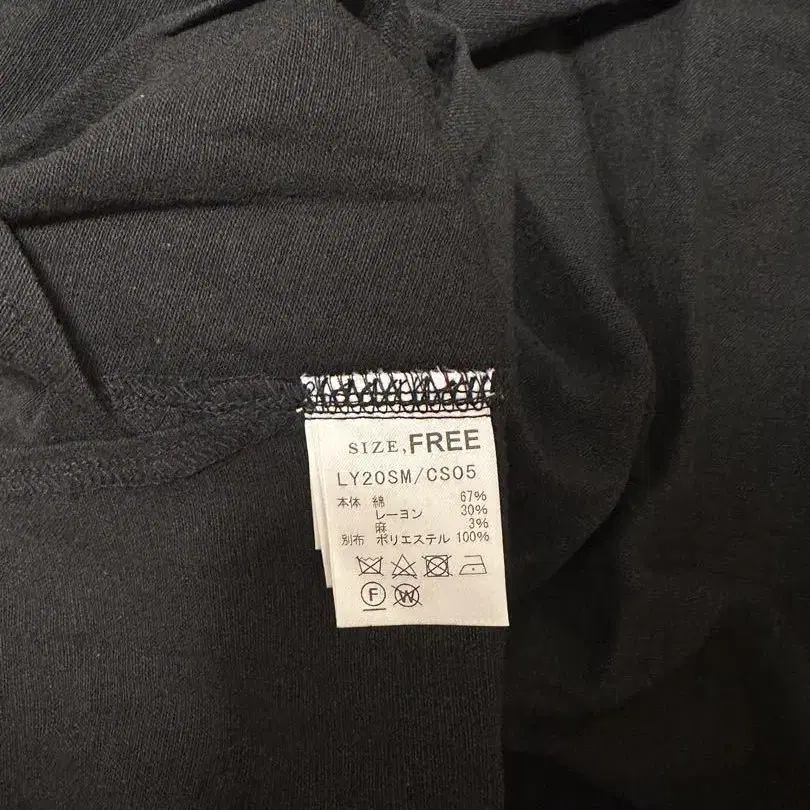 SIZE,FREE
LY20SM/CS05
本体 綿 67%
レーヨン 30%
麻 3%
別布 ポリエステル 100%
F W